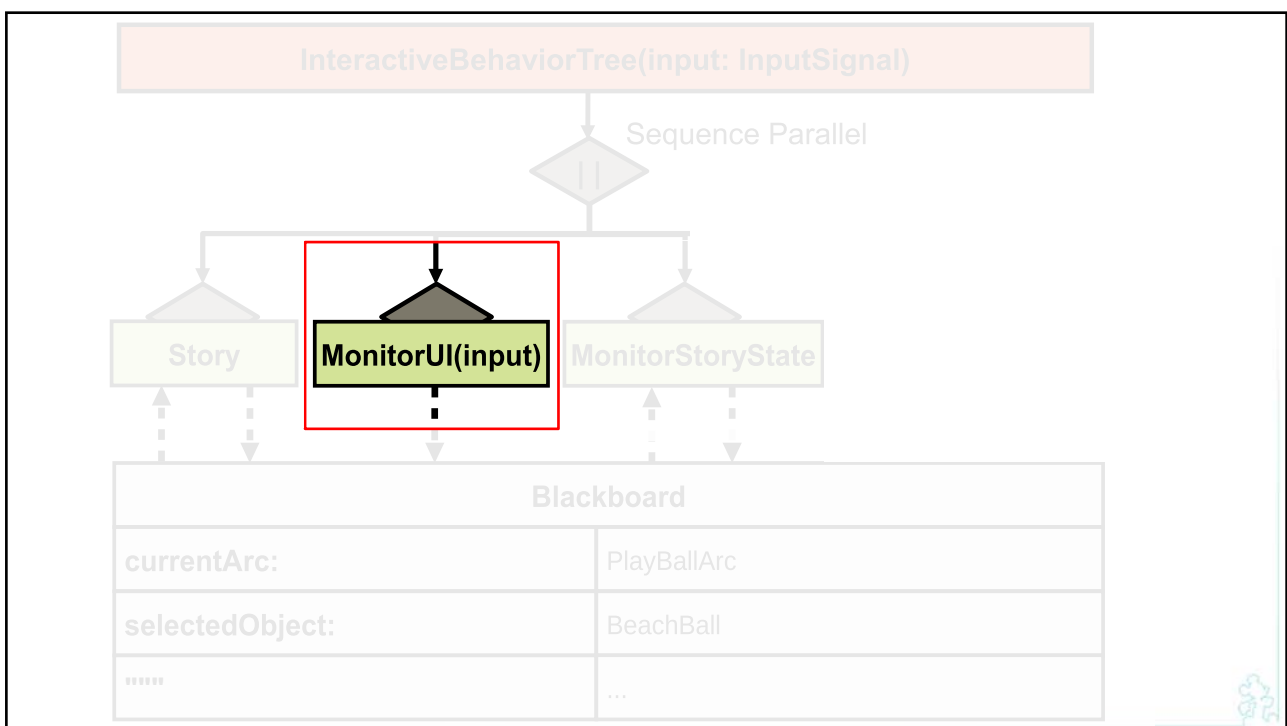 InteractiveBehaviorTree(input: InputSignal)
Sequence Parallel
||
Story
MonitorUI(input)
MonitorStoryState
Blackboard
currentArc:
PlayBallArc
selectedObject:
BeachBall
""""
...